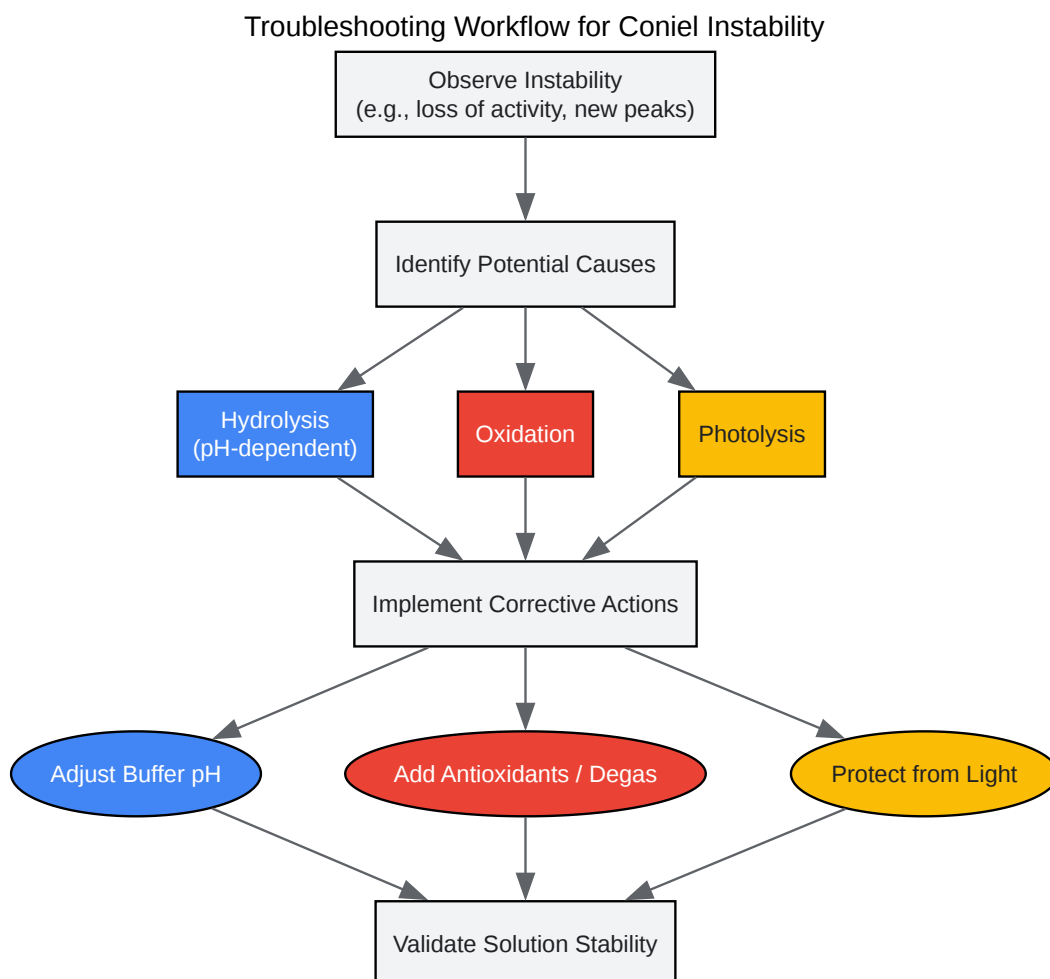 Troubleshooting Workflow for Coniel Instability
Observe Instability
(e.g., loss of activity, new peaks)
Identify Potential Causes
Hydrolysis
(pH-dependent)
Oxidation
Photolysis
Implement Corrective Actions
Adjust Buffer pH
Add Antioxidants / Degas
Protect from Light
Validate Solution Stability